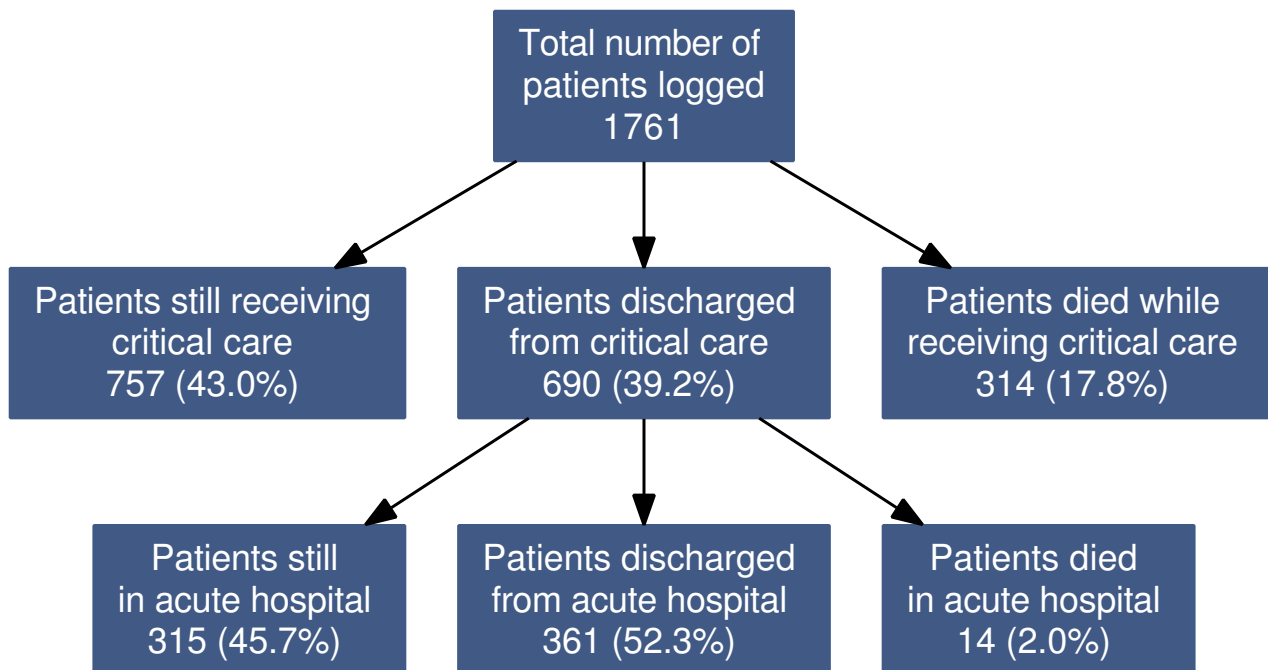 Total number of
patients logged
1761
Patients still receiving
critical care
757 (43.0%)
Patients discharged
from critical care
690 (39.2%)
Patients died while
receiving critical care
314 (17.8%)
Patients still
in acute hospital
315 (45.7%)
Patients discharged
from acute hospital
361 (52.3%)
Patients died
in acute hospital
14 (2.0%)